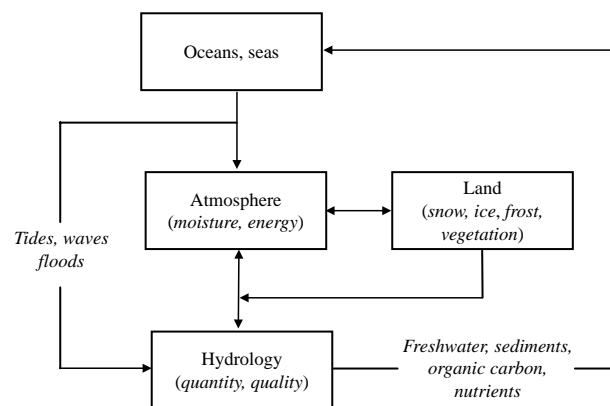 Oceans, seas
Atmosphere
(moisture, energy)
Land
(snow, ice, frost,
vegetation)
Tides, waves
floods
Hydrology
(quantity, quality)
Freshwater, sediments,
organic carbon,
nutrients